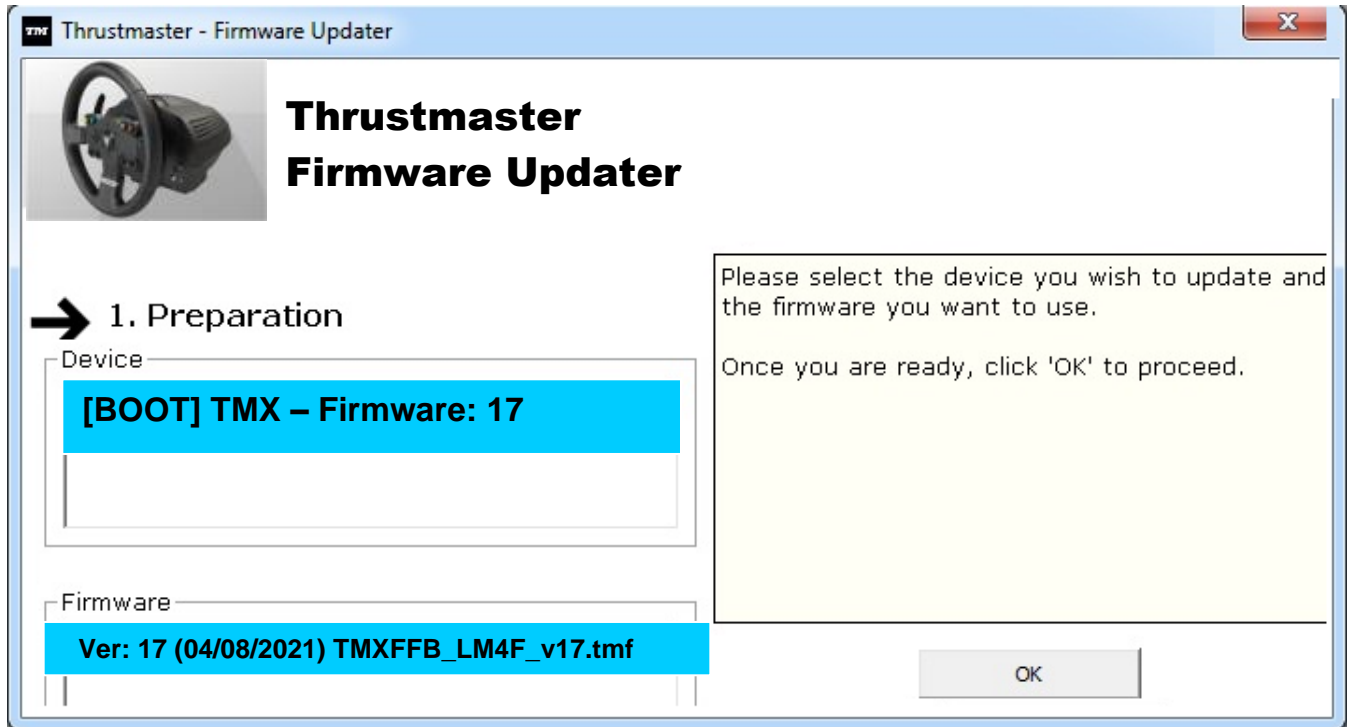 TM Thrustmaster - Firmware Updater
x
Thrustmaster
Firmware Updater
1. Preparation
Device
[BOOT] TMX – Firmware: 17
Please select the device you wish to update and
the firmware you want to use.
Once you are ready, click 'OK' to proceed.
Firmware
Ver: 17 (04/08/2021) TMXFFB_LM4F_v17.tmf
OK